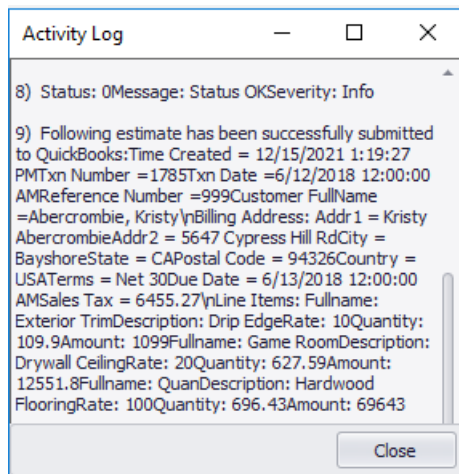 Activity Log
8)  Status: 0Message: Status OKSeverity: Info
9)  Following estimate has been successfully submitted
to QuickBooks:Time Created = 12/15/2021 1:19:27
PMTxn Number =1785Txn Date =6/12/2018 12:00:00
AMReference Number =999Customer FullName
=Abercrombie, Kristy\nBilling Address: Addr1 = Kristy
AbercrombieAddr2 = 5647 Cypress Hill RdCity =
BayshoreState = CAPostal Code = 94326Country =
USATerms = Net 30Due Date = 6/13/2018 12:00:00
AMSales Tax = 6455.27\nLine Items: Fullname:
Exterior TrimDescription: Drip EdgeRate: 10Quantity:
109.9Amount: 1099Fullname: Game RoomDescription:
Drywall CeilingRate: 20Quantity: 627.59Amount:
12551.8Fullname: QuanDescription: Hardwood
FlooringRate: 100Quantity: 696.43Amount: 69643
Close